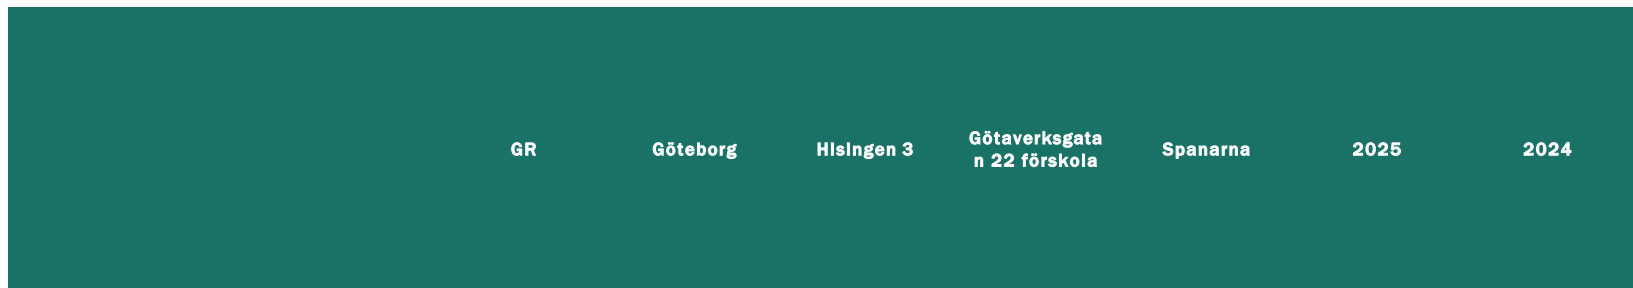 GR
Göteborg
Hisingen 3
Götaverksgata
n 22 förskola
Spanarna
2025
2024